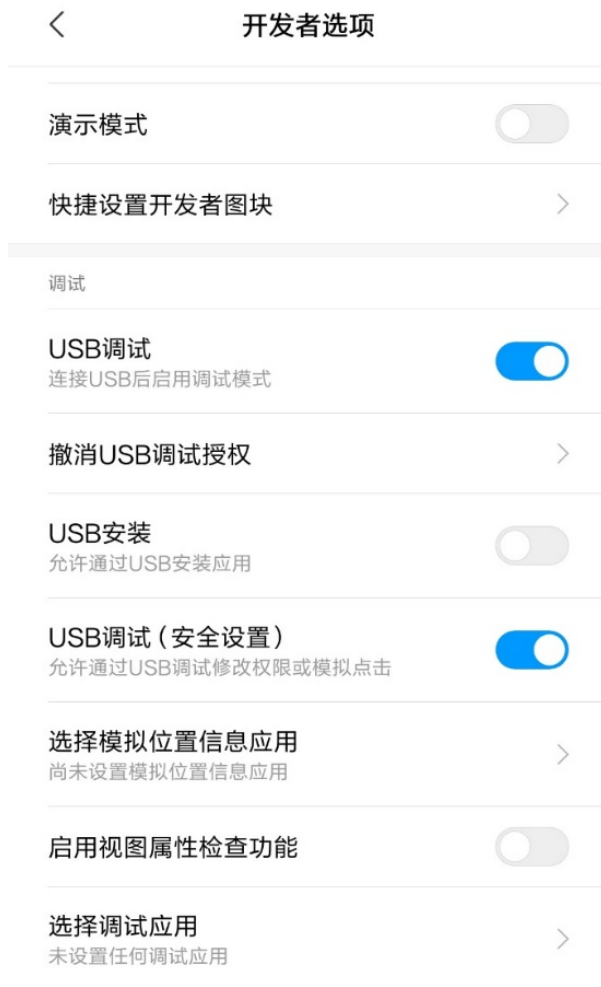 开发者选项
演示模式
快捷设置开发者图块
调试
USB调试
连接USB后启用调试模式
撤消USB调试授权
USB安装
允许通过USB安装应用
USB调试（安全设置）
允许通过USB调试修改权限或模拟点击
选择模拟位置信息应用
尚未设置模拟位置信息应用
启用视图属性检查功能
选择调试应用
未设置任何调试应用